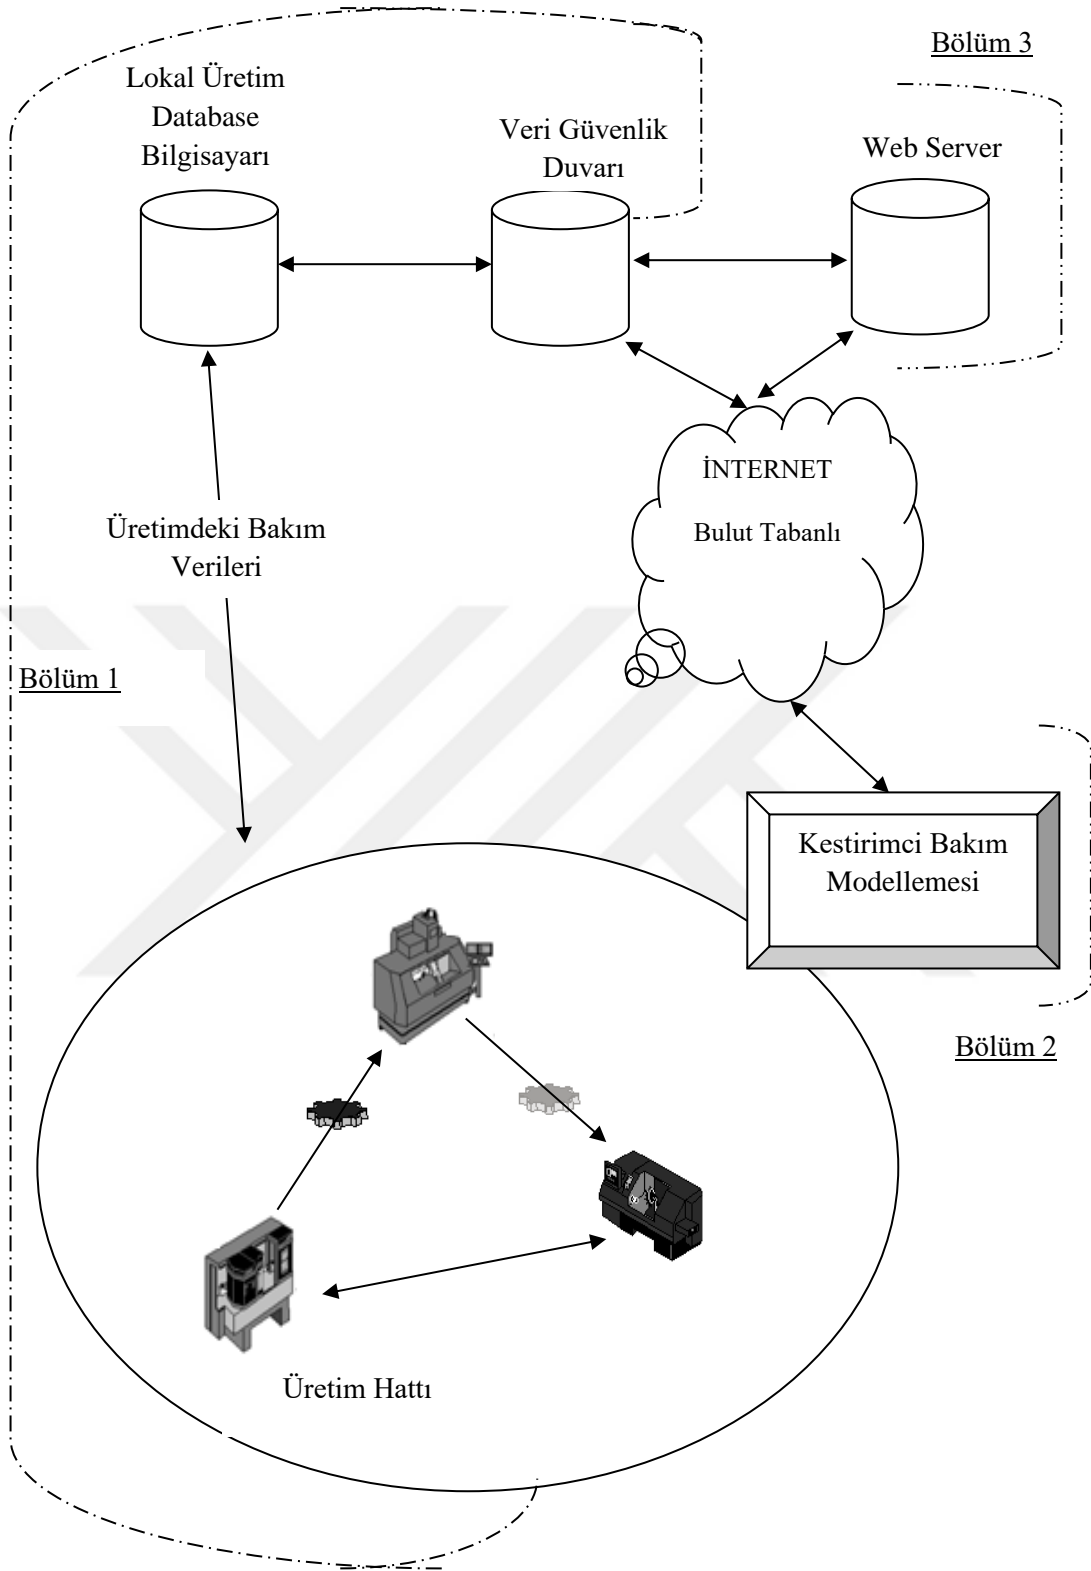 Bölüm 3
Lokal Üretim
Database
Bilgisayarı
Veri Güvenlik
Duvarı
Web Server
İNTERNET
Bulut Tabanlı
Üretimdeki Bakım
Verileri
Bölüm 1
Kestirimci Bakım
Modellemesi
Bölüm 2
Üretim Hattı